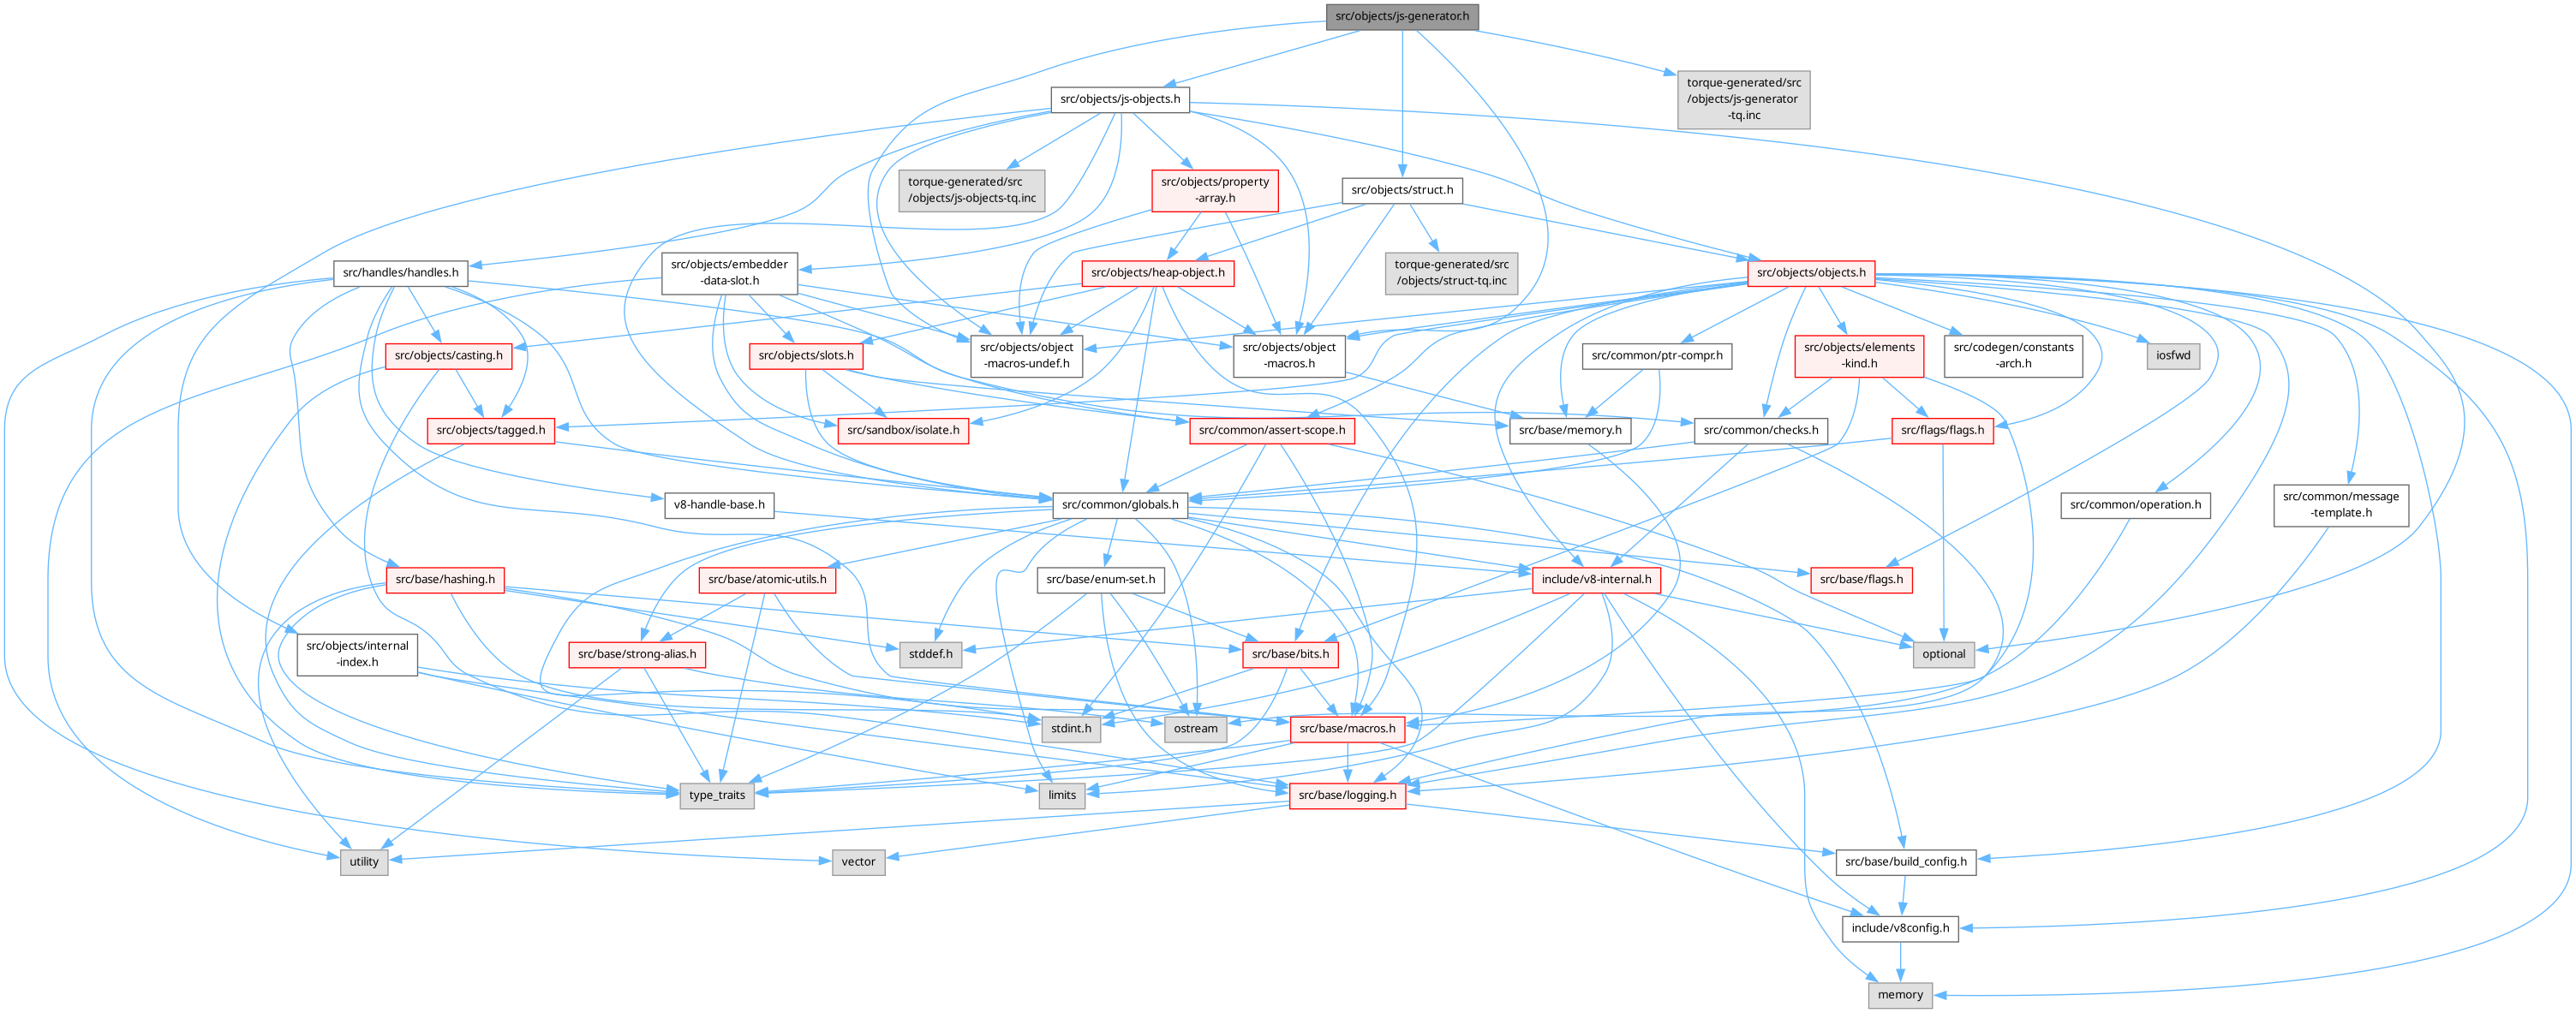 src/objects/js-generator.h
src/objects/js-objects.h
torque-generated/src
/objects/js-generator
-tq.inc
torque-generated/src
/objects/js-objects-tq.inc
src/objects/property
-array.h
src/objects/struct.h
src/handles/handles.h
src/objects/embedder
-data-slot.h
src/objects/heap-object.h
torque-generated/src
/objects/struct-tq.inc
src/objects/objects.h
src/objects/casting.h
src/objects/slots.h
src/objects/object
-macros-undef.h
src/objects/object
-macros.h
src/common/ptr-compr.h
src/objects/elements
-kind.h
src/codegen/constants
-arch.h
iosfwd
src/objects/tagged.h
src/sandbox/isolate.h
src/common/assert-scope.h
src/base/memory.h
src/common/checks.h
src/flags/flags.h
v8-handle-base.h
src/common/globals.h
src/common/operation.h
src/common/message
-template.h
src/base/hashing.h
src/base/atomic-utils.h
src/base/enum-set.h
include/v8-internal.h
src/base/flags.h
src/objects/internal
-index.h
src/base/strong-alias.h
stddef.h
src/base/bits.h
optional
stdint.h
ostream
src/base/macros.h
type_traits
limits
src/base/logging.h
utility
vector
src/base/build_config.h
include/v8config.h
memory